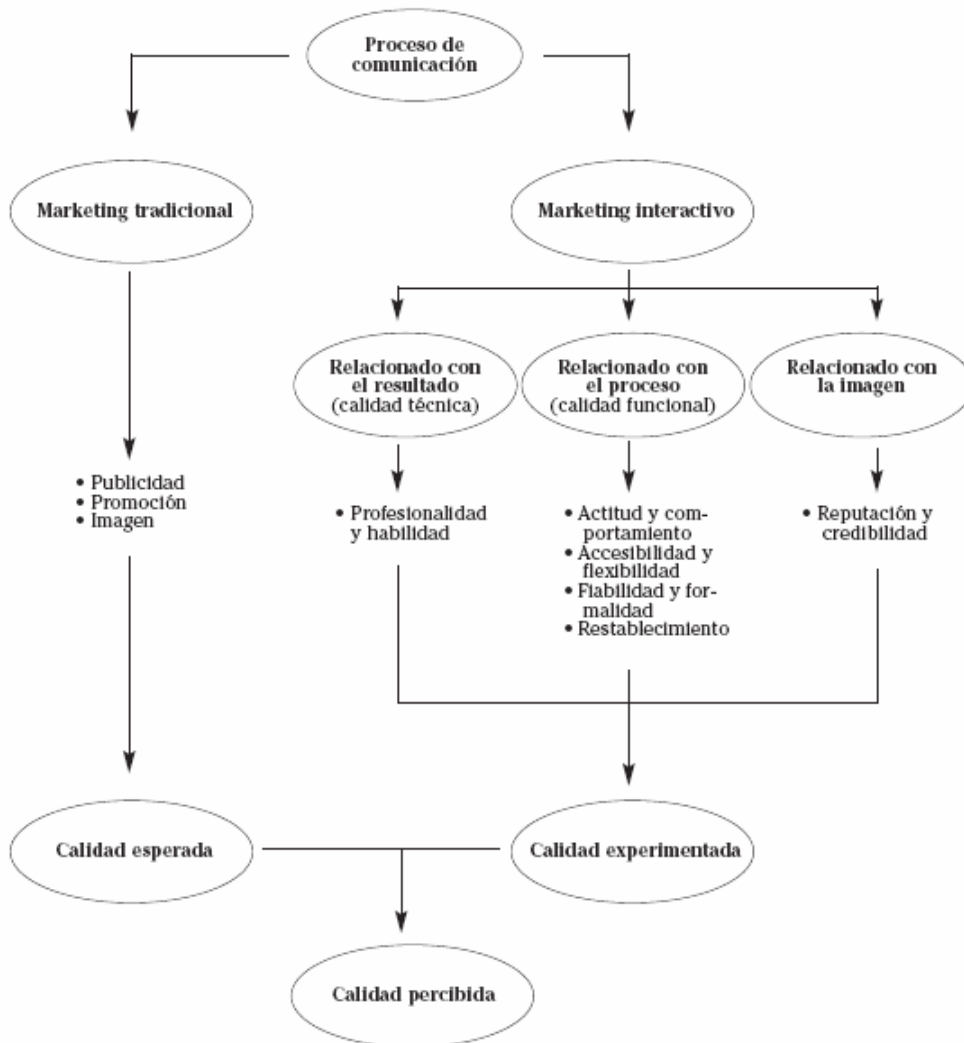 Proceso de
comunicación
Marketing tradicional
Marketing interactivo
Relacionado con
el resultado
(calidad técnica)
Relacionado con
el proceso
(calidad funcional)
Relacionado con
la imagen
• Publicidad
• Promoción
• Imagen
• Profesionalidad
y habilidad
• Actitud y com-
portamiento
• Accesibilidad y
flexibilidad
• Fiabilidad y for-
malidad
• Restablecimiento
• Reputación y
credibilidad
Calidad esperada
Calidad experimentada
Calidad percibida